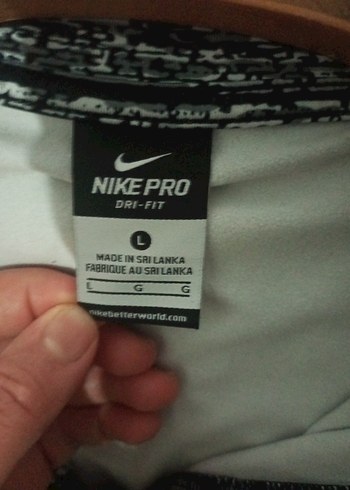 NIKE PRO
DRI-FIT
L
MADE IN SRI LANKA
FABRIQUE AU SRI LANKA
L G G
nikebetterworld.com